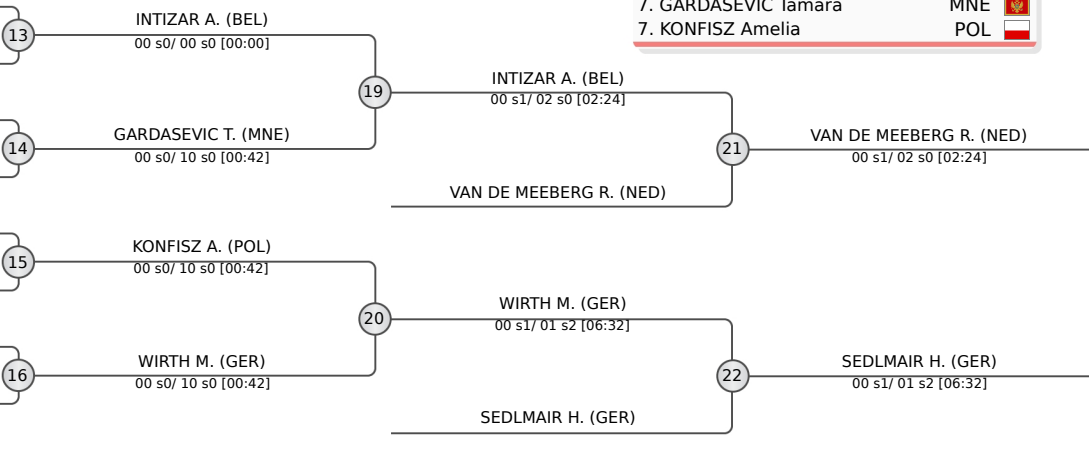 7. GARDASEVIC Tamara MNE
7. KONFISZ Amelia POL
INTIZAR A. (BEL)
13
00 s0/ 00 s0 [00:00]
19
INTIZAR A. (BEL)
00 s1/ 02 s0 [02:24]
GARDASEVIC T. (MNE)
14
00 s0/ 10 s0 [00:42]
21
VAN DE MEEBERG R. (NED)
00 s1/ 02 s0 [02:24]
VAN DE MEEBERG R. (NED)
KONFISZ A. (POL)
15
00 s0/ 10 s0 [00:42]
20
WIRTH M. (GER)
00 s1/ 01 s2 [06:32]
WIRTH M. (GER)
16
00 s0/ 10 s0 [00:42]
22
SEDLMAIR H. (GER)
00 s1/ 01 s2 [06:32]
SEDLMAIR H. (GER)